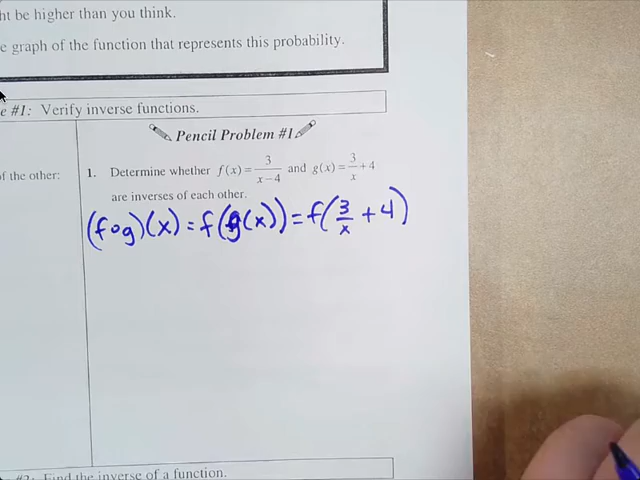 be higher than you think.
graph of the function that represents this probability.
#1: Verify inverse functions.
Pencil Problem #1
of the other:
1. Determine whether f(x) = 3/(x−4) and g(x) = 3/x + 4
are inverses of each other.
(f∘g)(x) = f(g(x)) = f(3/x + 4)
Find the inverse of a function.